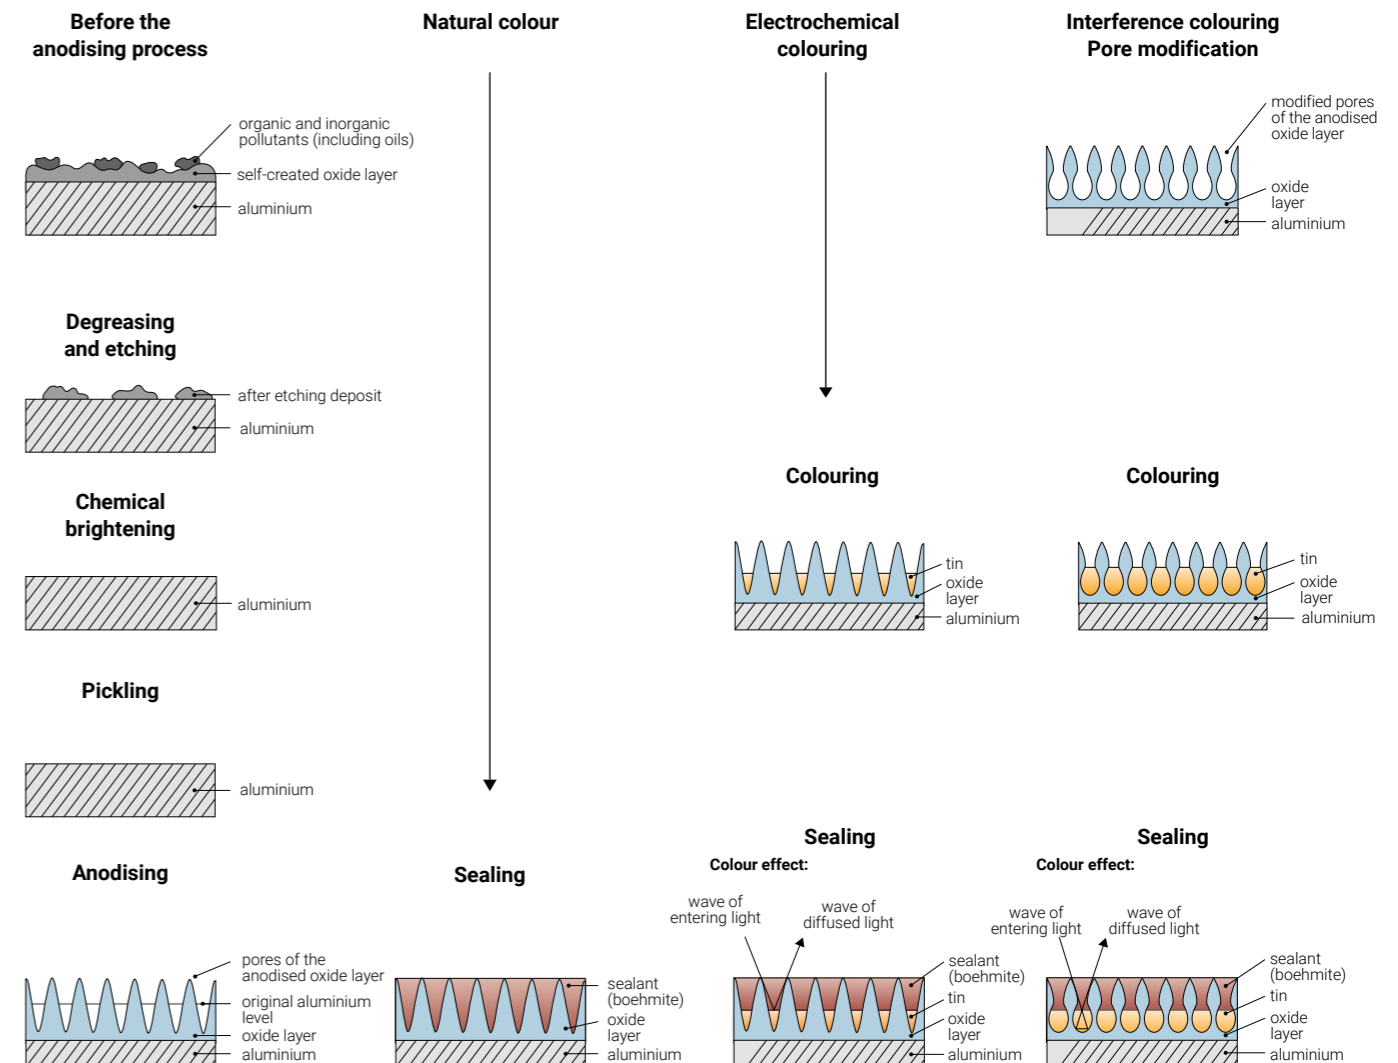 Before the
anodising process
organic and inorganic
pollutants (including oils)
self-created oxide layer
aluminium
Degreasing
and etching
after etching deposit
aluminium
Chemical
brightening
aluminium
Pickling
aluminium
Anodising
pores of the
anodised oxide layer
original aluminium
level
oxide layer
aluminium
Natural colour
Sealing
sealant
(boehmite)
oxide
layer
aluminium
Electrochemical
colouring
Colouring
tin
oxide
layer
aluminium
Sealing
Colour effect:
wave of
entering light
wave of
diffused light
sealant
(boehmite)
tin
oxide
layer
aluminium
Interference colouring
Pore modification
modified pores
of the anodised
oxide layer
oxide
layer
aluminium
Colouring
tin
oxide
layer
aluminium
Sealing
Colour effect:
wave of
entering light
wave of
diffused light
sealant
(boehmite)
tin
oxide
layer
aluminium